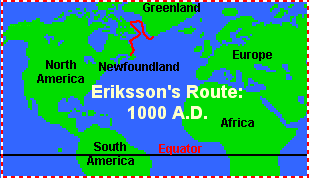 Greenland
North
America
Newfoundland
Europe
Eriksson's Route:
1000 A.D.
Africa
South
America
Equator